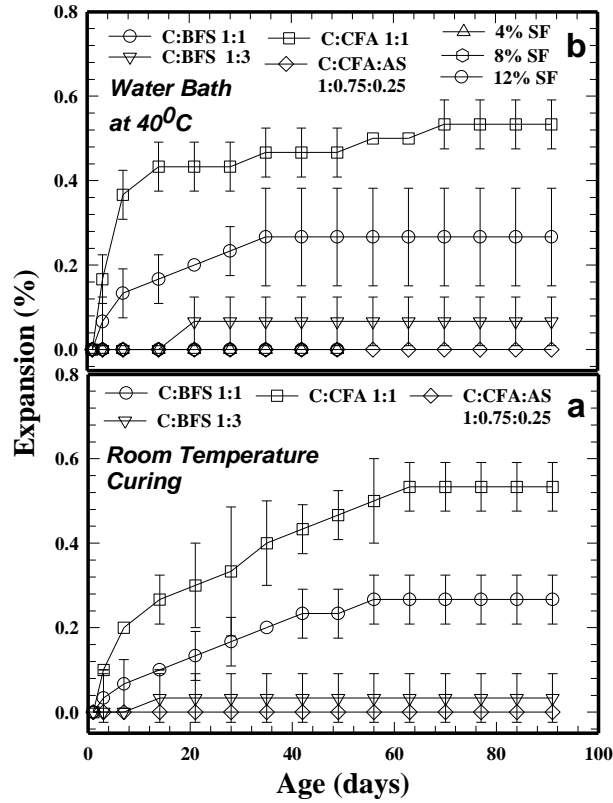 C:BFS 1:1
C:CFA 1:1
4% SF
b
C:BFS 1:3
C:CFA:AS
1:0.75:0.25
8% SF
12% SF
Water Bath
at 40⁰C
0.8
0.6
0.4
0.2
0.0
Expansion (%)
C:BFS 1:1
C:CFA 1:1
C:CFA:AS
1:0.75:0.25
a
C:BFS 1:3
Room Temperature
Curing
0.8
0.6
0.4
0.2
0.0
0 20 40 60 80 100
Age (days)